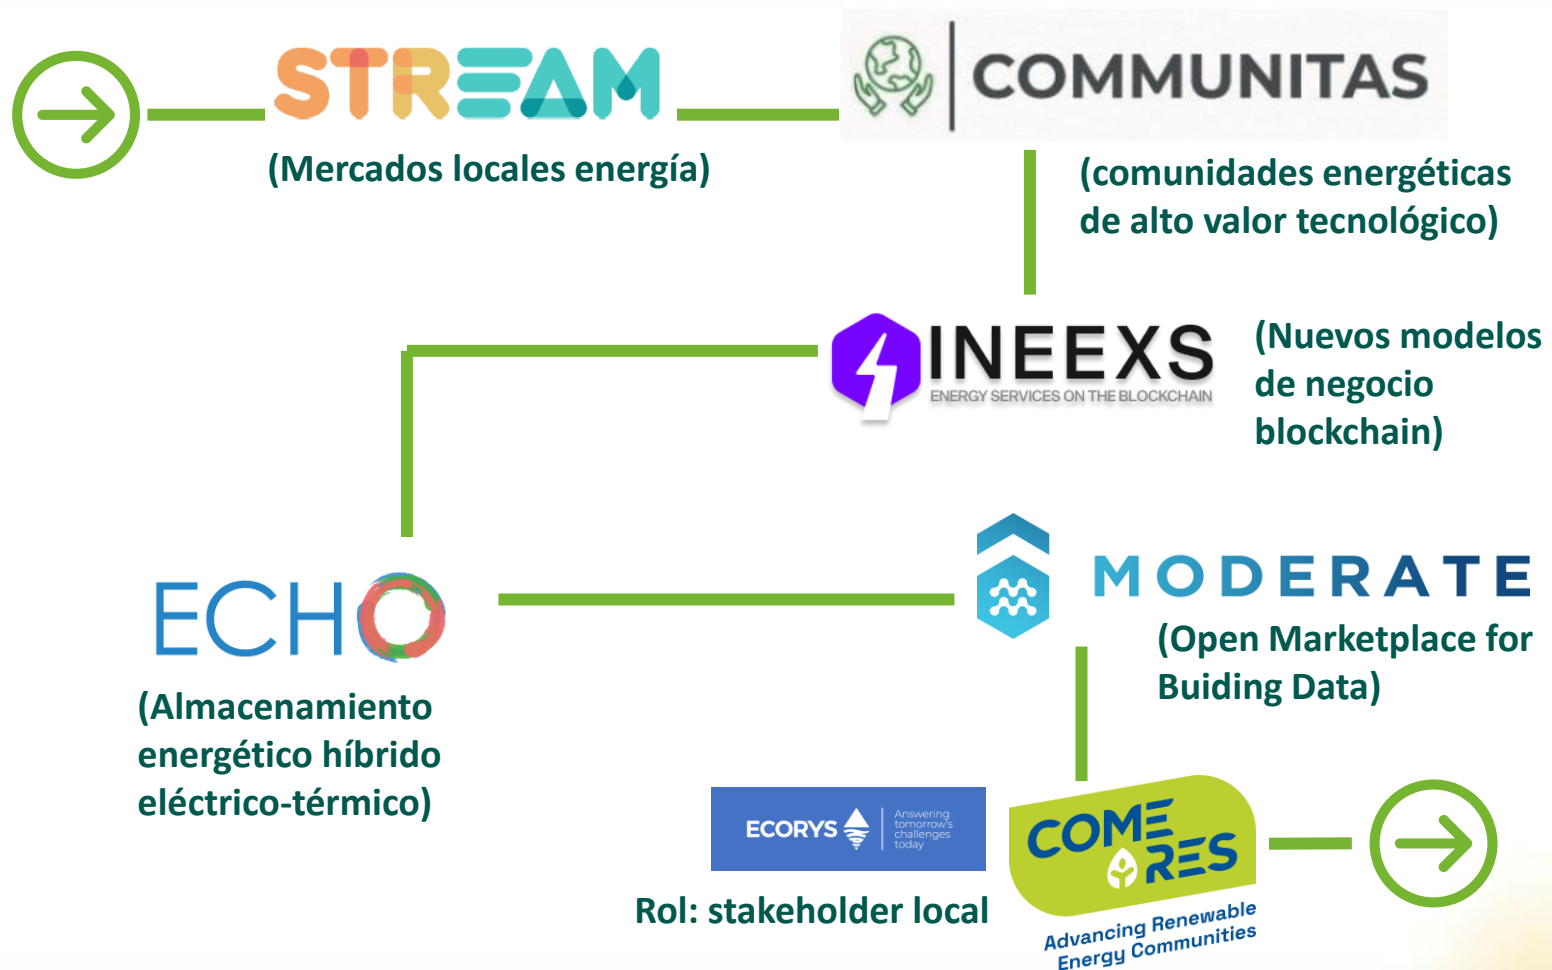 STREAM
(Mercados locales energía)
COMMUNITAS
(comunidades energéticas
de alto valor tecnológico)
INEEXS
ENERGY SERVICES ON THE BLOCKCHAIN
(Nuevos modelos
de negocio
blockchain)
ECHO
(Almacenamiento
energético híbrido
eléctrico-térmico)
MODERATE
(Open Marketplace for
Buiding Data)
ECORYS
Answering
tomorrow's
challenges
today
Rol: stakeholder local
COME
RES
Advancing Renewable
Energy Communities